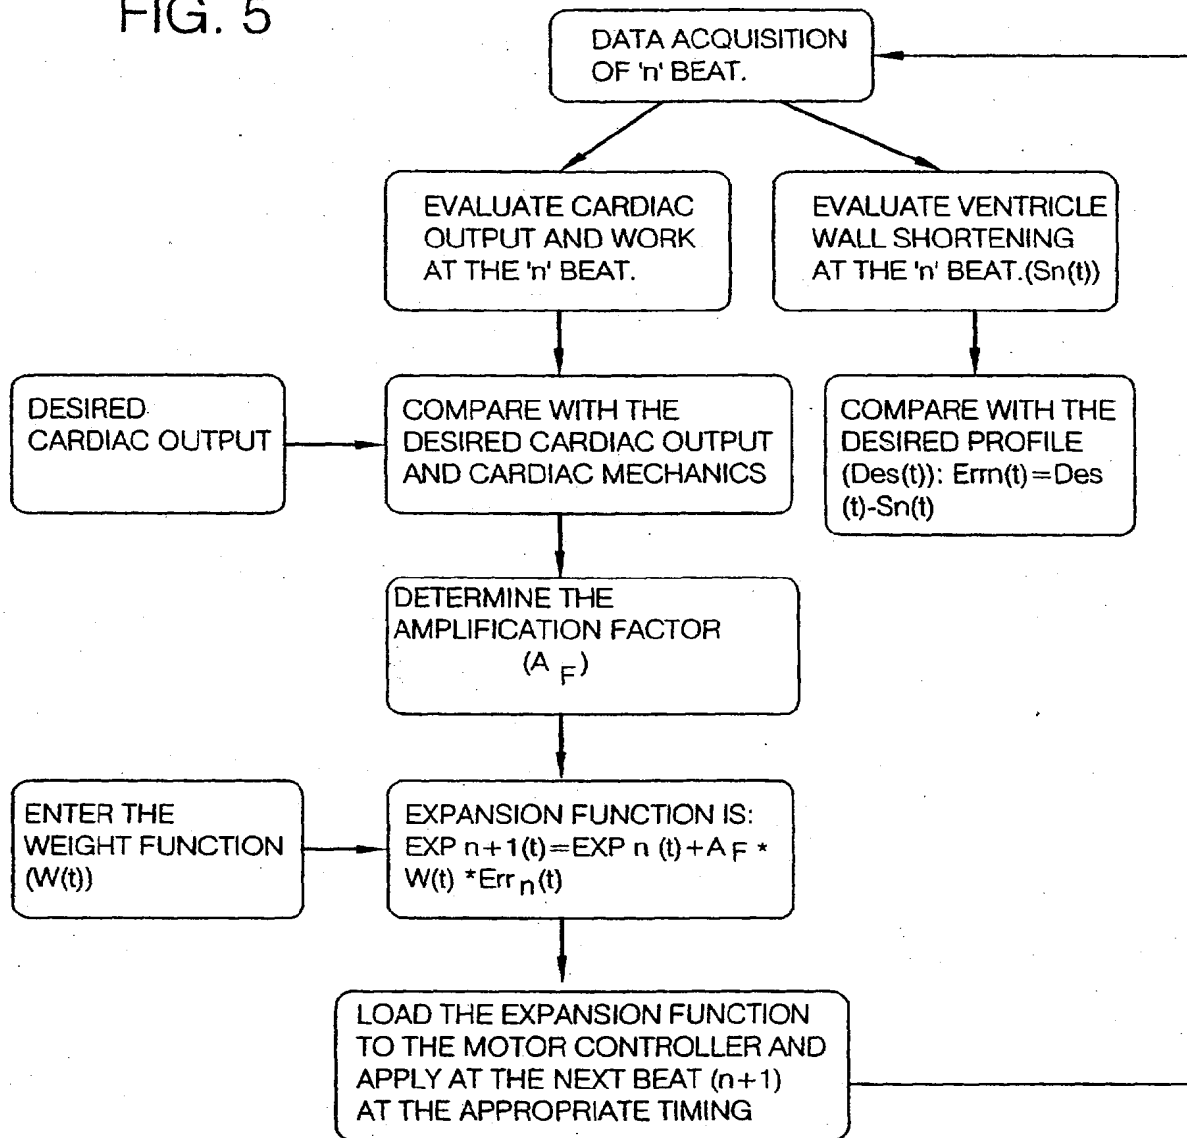 FIG. 5
DATA ACQUISITION
OF 'n' BEAT.
EVALUATE CARDIAC
OUTPUT AND WORK
AT THE 'n' BEAT.
EVALUATE VENTRICLE
WALL SHORTENING
AT THE 'n' BEAT.(Sn(t))
DESIRED
CARDIAC OUTPUT
COMPARE WITH THE
DESIRED CARDIAC OUTPUT
AND CARDIAC MECHANICS
COMPARE WITH THE
DESIRED PROFILE
(Des(t)): Errn(t)=Des
(t)-Sn(t)
DETERMINE THE
AMPLIFICATION FACTOR
(A F)
ENTER THE
WEIGHT FUNCTION
(W(t))
EXPANSION FUNCTION IS:
EXP n+1(t)=EXP n (t)+A F *
W(t) *Err n(t)
LOAD THE EXPANSION FUNCTION
TO THE MOTOR CONTROLLER AND
APPLY AT THE NEXT BEAT (n+1)
AT THE APPROPRIATE TIMING